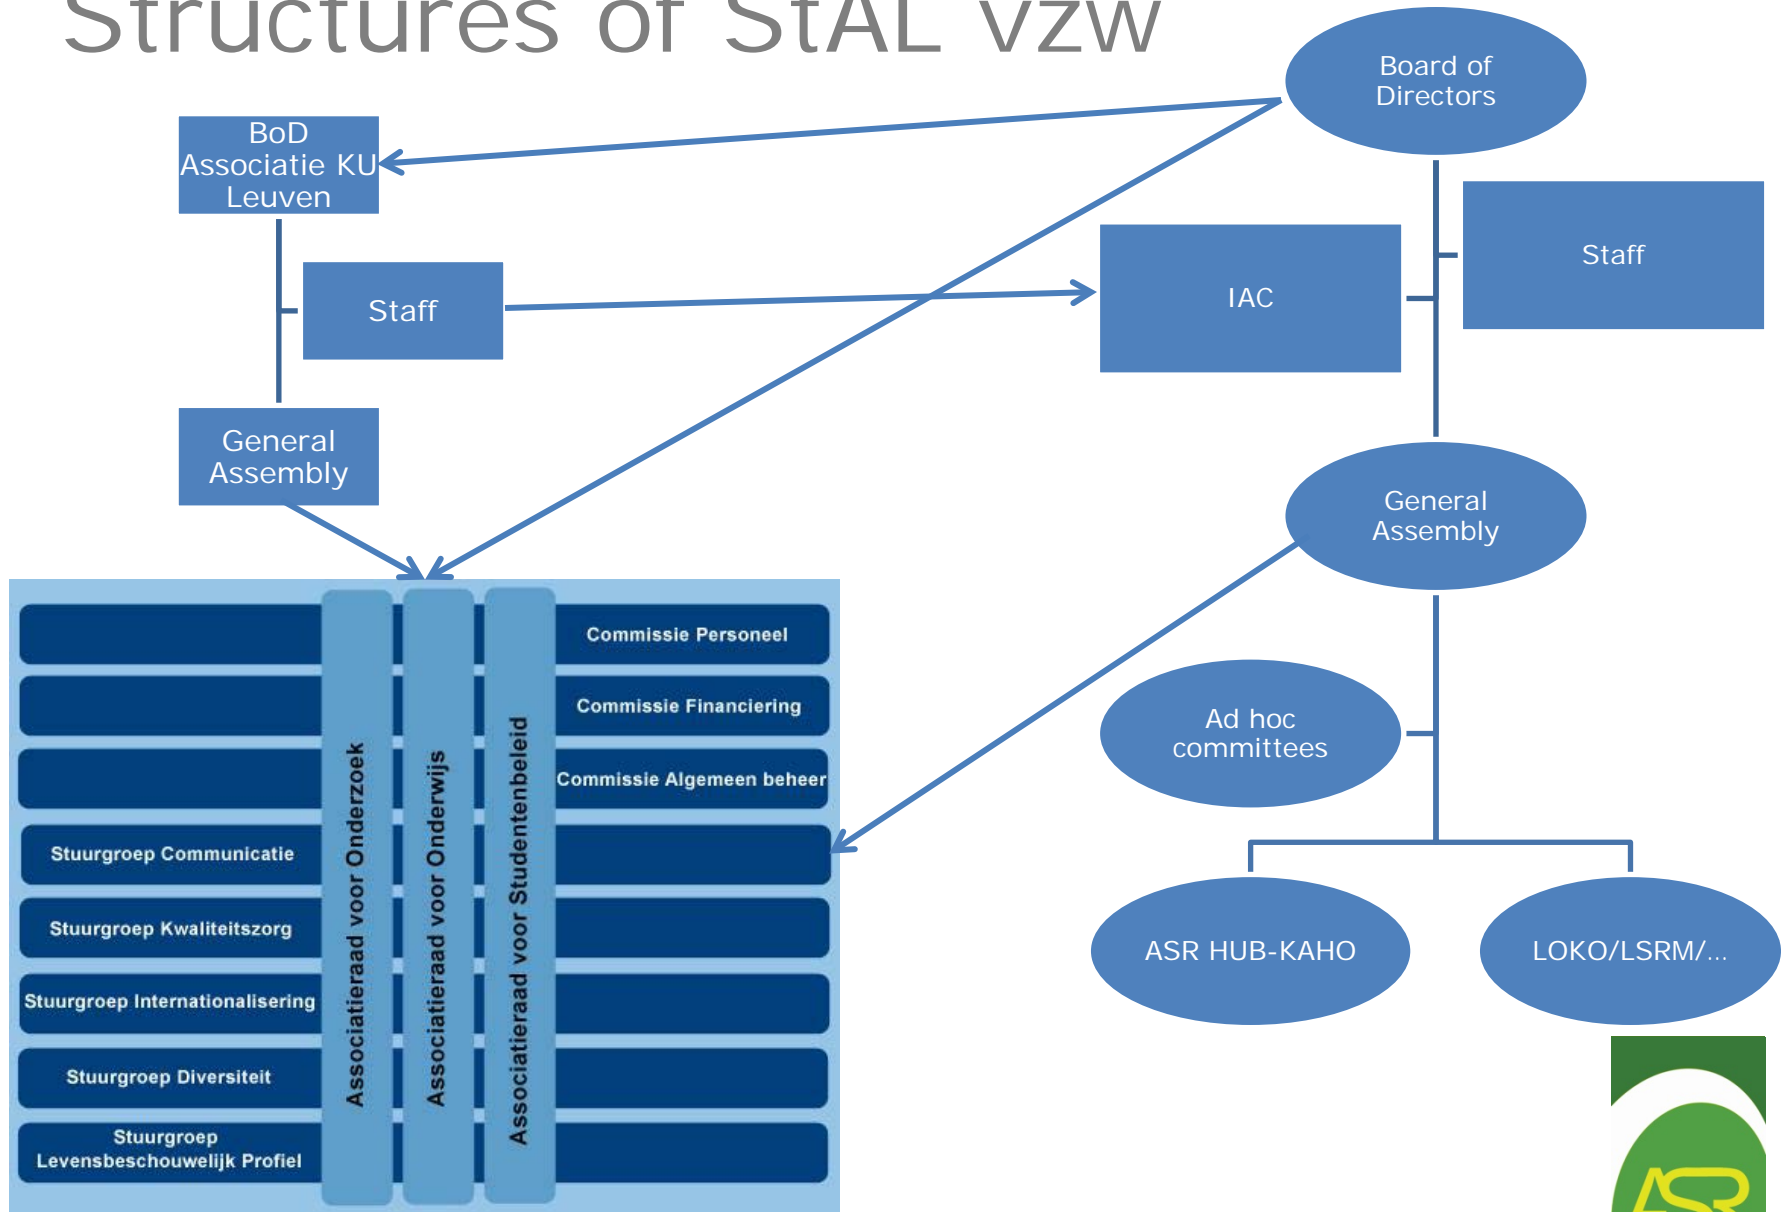 Structures of StAL vzw
Board of
Directors
BoD
Associatie KU
Leuven
Staff
IAC
Staff
General
Assembly
General
Assembly
Ad hoc
committees
ASR HUB-KAHO
LOKO/LSRM/...
Commissie Personeel
Commissie Financiering
Commissie Algemeen beheer
Stuurgroep Communicatie
Stuurgroep Kwaliteitszorg
Stuurgroep Internationalisering
Stuurgroep Diversiteit
Stuurgroep
Levensbeschouwelijk Profiel
Associatieraad voor Onderzoek
Associatieraad voor Onderwijs
Associatieraad voor Studentenbeleid
ASR